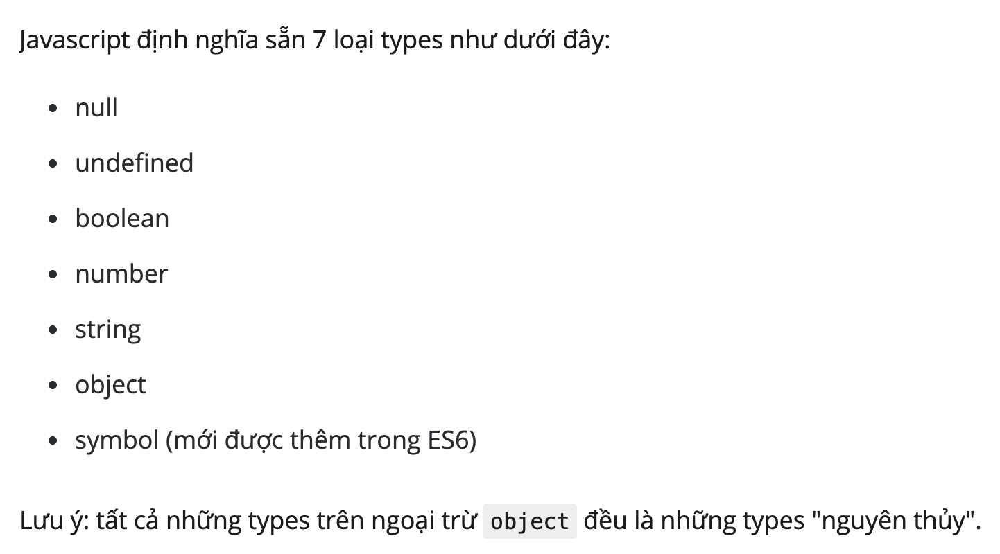 Javascript định nghĩa sẵn 7 loại types như dưới đây:
• null
• undefined
• boolean
• number
• string
• object
• symbol (mới được thêm trong ES6)
Lưu ý: tất cả những types trên ngoại trừ object đều là những types "nguyên thủy".